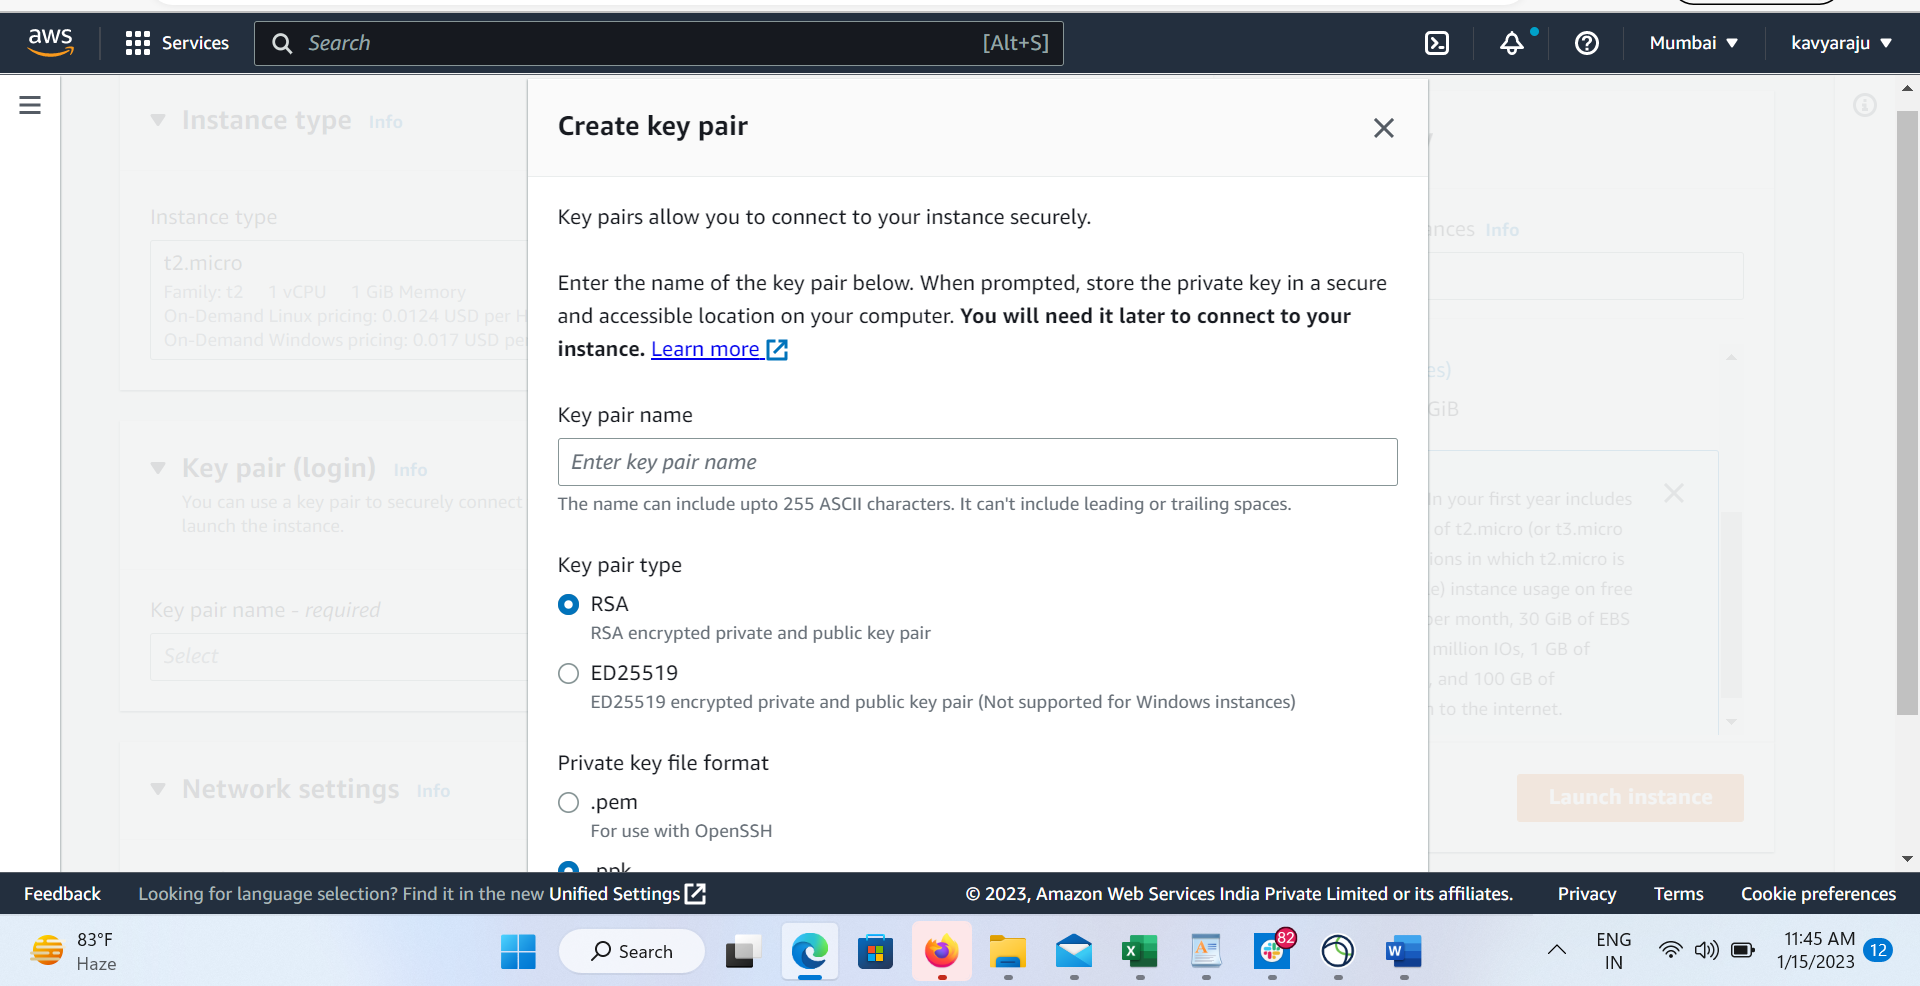 aws
Services
Search
[Alt+S]
Mumbai
kavyaraju
Instance type Info
Instance type
t2.micro
Family: t2 1 vCPU 1 GiB Memory
On-Demand Linux pricing: 0.0124 USD per H
On-Demand Windows pricing: 0.017 USD per
Key pair (login) Info
You can use a key pair to securely connect
launch the instance.
Key pair name - required
Select
Network settings Info
Create key pair
Key pairs allow you to connect to your instance securely.
Enter the name of the key pair below. When prompted, store the private key in a secure
and accessible location on your computer. You will need it later to connect to your
instance. Learn more
Key pair name
Enter key pair name
The name can include upto 255 ASCII characters. It can't include leading or trailing spaces.
Key pair type
RSA
RSA encrypted private and public key pair
ED25519
ED25519 encrypted private and public key pair (Not supported for Windows instances)
Private key file format
.pem
For use with OpenSSH
.ppk
nces Info
es)
GiB
In your first year includes
of t2.micro (or t3.micro
ions in which t2.micro is
e) instance usage on free
per month, 30 GiB of EBS
million IOs, 1 GB of
, and 100 GB of
to the internet.
Launch instance
Feedback
Looking for language selection? Find it in the new Unified Settings
© 2023, Amazon Web Services India Private Limited or its affiliates.
Privacy
Terms
Cookie preferences
83°F
Haze
Search
82
ENG
IN
11:45 AM
1/15/2023
12